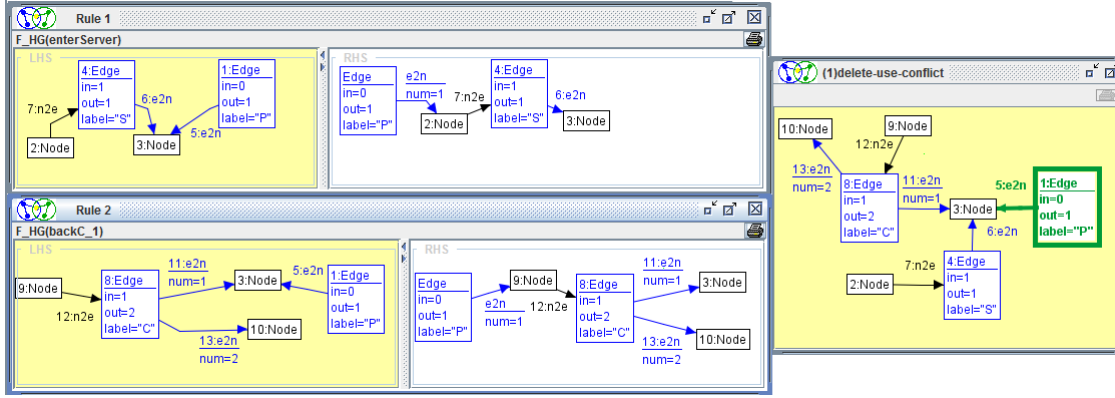 Rule 1
F_HG(enterServer)
LHS
4:Edge
in=1
out=1
label="S"
1:Edge
in=0
out=1
label="P"
7:n2e
6:e2n
5:e2n
2:Node
3:Node
RHS
Edge
in=0
out=1
label="P"
e2n
num=1
7:n2e
4:Edge
in=1
out=1
label="S"
6:e2n
2:Node
3:Node
Rule 2
F_HG(backC_1)
LHS
9:Node
12:n2e
8:Edge
in=1
out=2
label="C"
11:e2n
num=1
3:Node
5:e2n
1:Edge
in=0
out=1
label="P"
13:e2n
num=2
10:Node
RHS
Edge
in=0
out=1
label="P"
e2n
num=1
9:Node
12:n2e
8:Edge
in=1
out=2
label="C"
11:e2n
num=1
3:Node
13:e2n
num=2
10:Node
(1)delete-use-conflict
10:Node
9:Node
12:n2e
13:e2n
num=2
8:Edge
in=1
out=2
label="C"
11:e2n
num=1
3:Node
5:e2n
1:Edge
in=0
out=1
label="P"
6:e2n
7:n2e
2:Node
4:Edge
in=1
out=1
label="S"